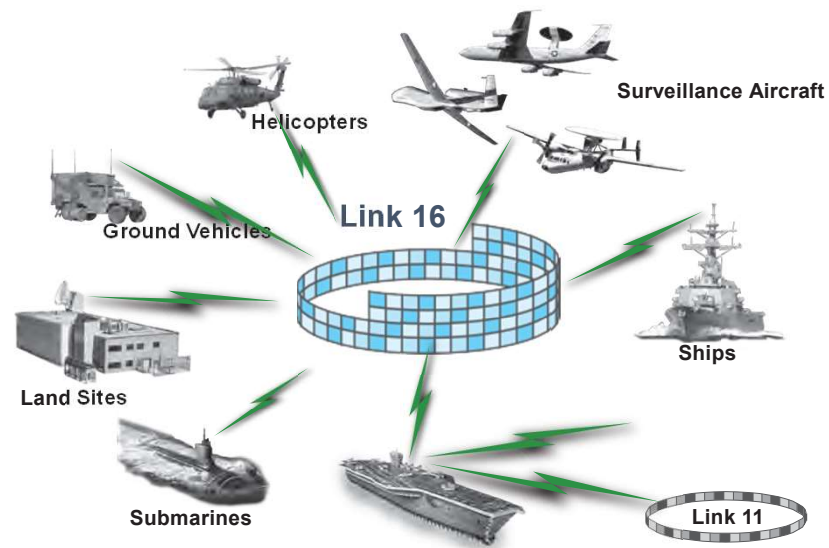 Surveillance Aircraft
Helicopters
Link 16
Ground Vehicles
Ships
Land Sites
Submarines
Link 11